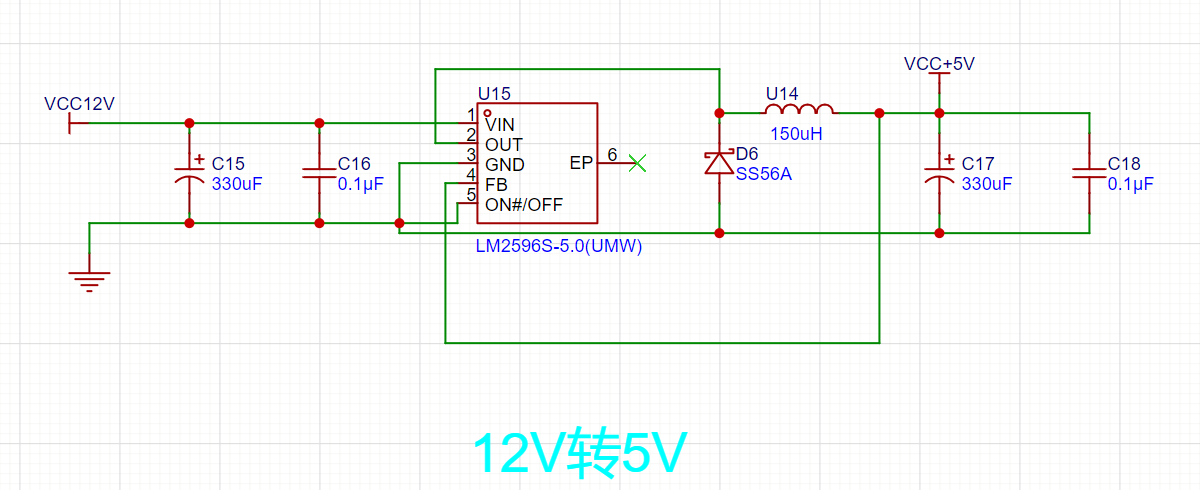 VCC12V
C15
330uF
C16
0.1µF
U15
1
VIN
2
OUT
3
GND
4
FB
5
ON#/OFF
EP
6
LM2596S-5.0(UMW)
U14
150uH
D6
SS56A
VCC+5V
C17
330uF
C18
0.1µF
12V转5V